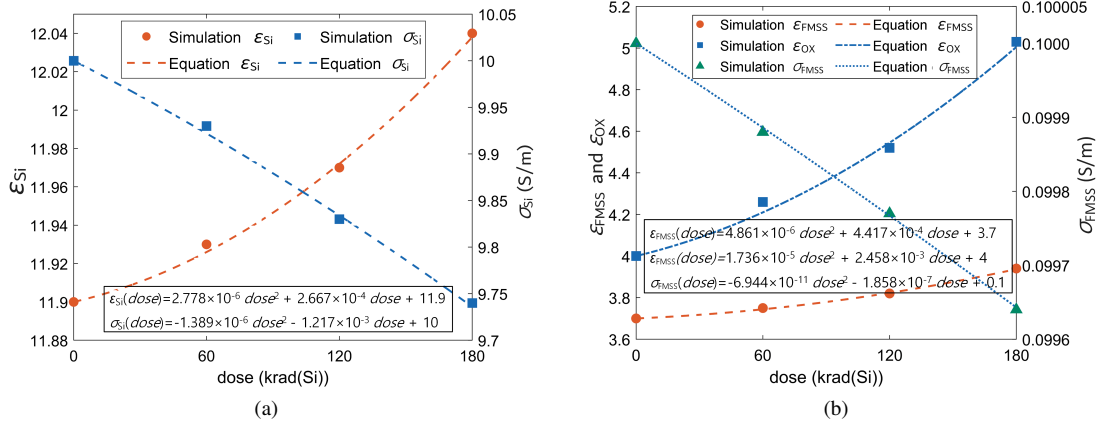 12.04
12.02
12
11.98
11.96
11.94
11.92
11.9
11.88
εSi
10.05
10
9.95
9.9
9.85
9.8
9.75
9.7
σSi (S/m)
Simulation εSi
Simulation σSi
Equation εSi
Equation σSi
εSi(dose)=2.778×10-6 dose2 + 2.667×10-4 dose + 11.9
σSi(dose)=-1.389×10-6 dose2 - 1.217×10-3 dose + 10
0
60
120
180
dose (krad(Si))
(a)
5.2
5
4.8
4.6
4.4
4.2
4
3.8
3.6
εFMSS and εOX
0.100005
0.1000
0.0999
0.0998
0.0997
0.0996
σFMSS (S/m)
Simulation εFMSS
Equation εFMSS
Simulation εOX
Equation εOX
Simulation σFMSS
Equation σFMSS
εFMSS(dose)=4.861×10-6 dose2 + 4.417×10-4 dose + 3.7
εFMSS(dose)=1.736×10-5 dose2 + 2.458×10-3 dose + 4
σFMSS(dose)=-6.944×10-11 dose2 - 1.858×10-7 dose + 0.1
0
60
120
180
dose (krad(Si))
(b)